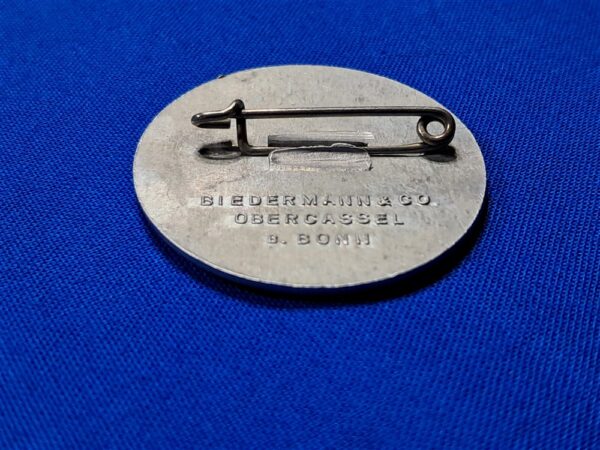 BIEDERMANN & CO.
OBERCASSEL
B. BONN